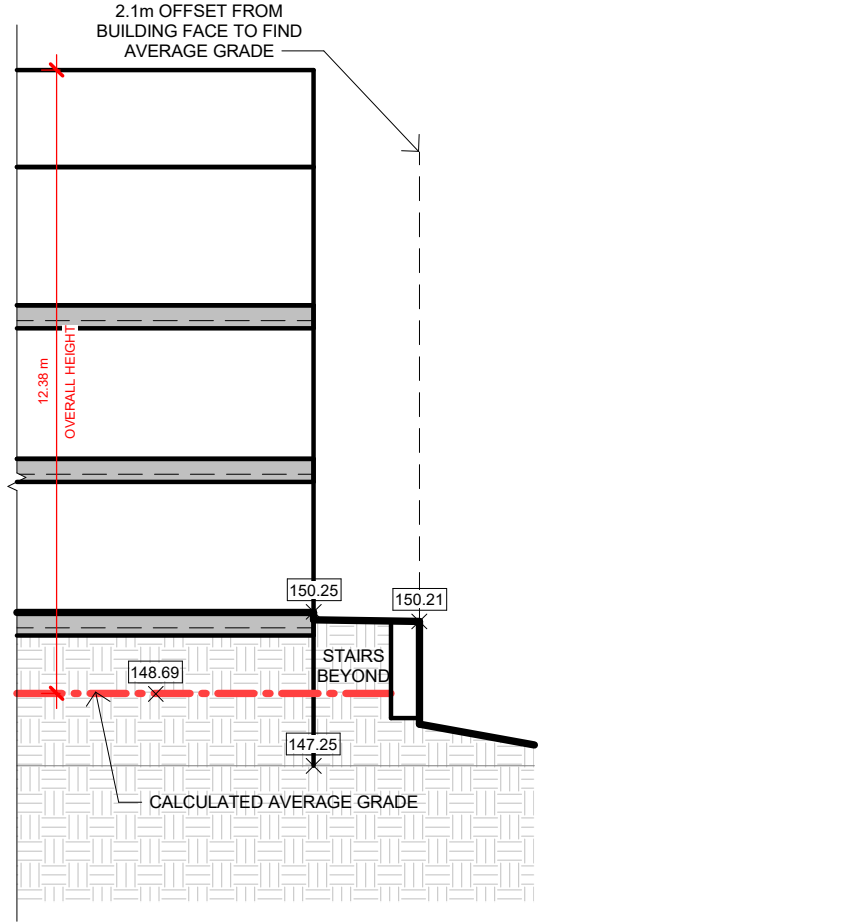 2.1m OFFSET FROM
BUILDING FACE TO FIND
AVERAGE GRADE
12.38 m
OVERALL HEIGHT
150.25
150.21
STAIRS
BEYOND
148.69
147.25
CALCULATED AVERAGE GRADE